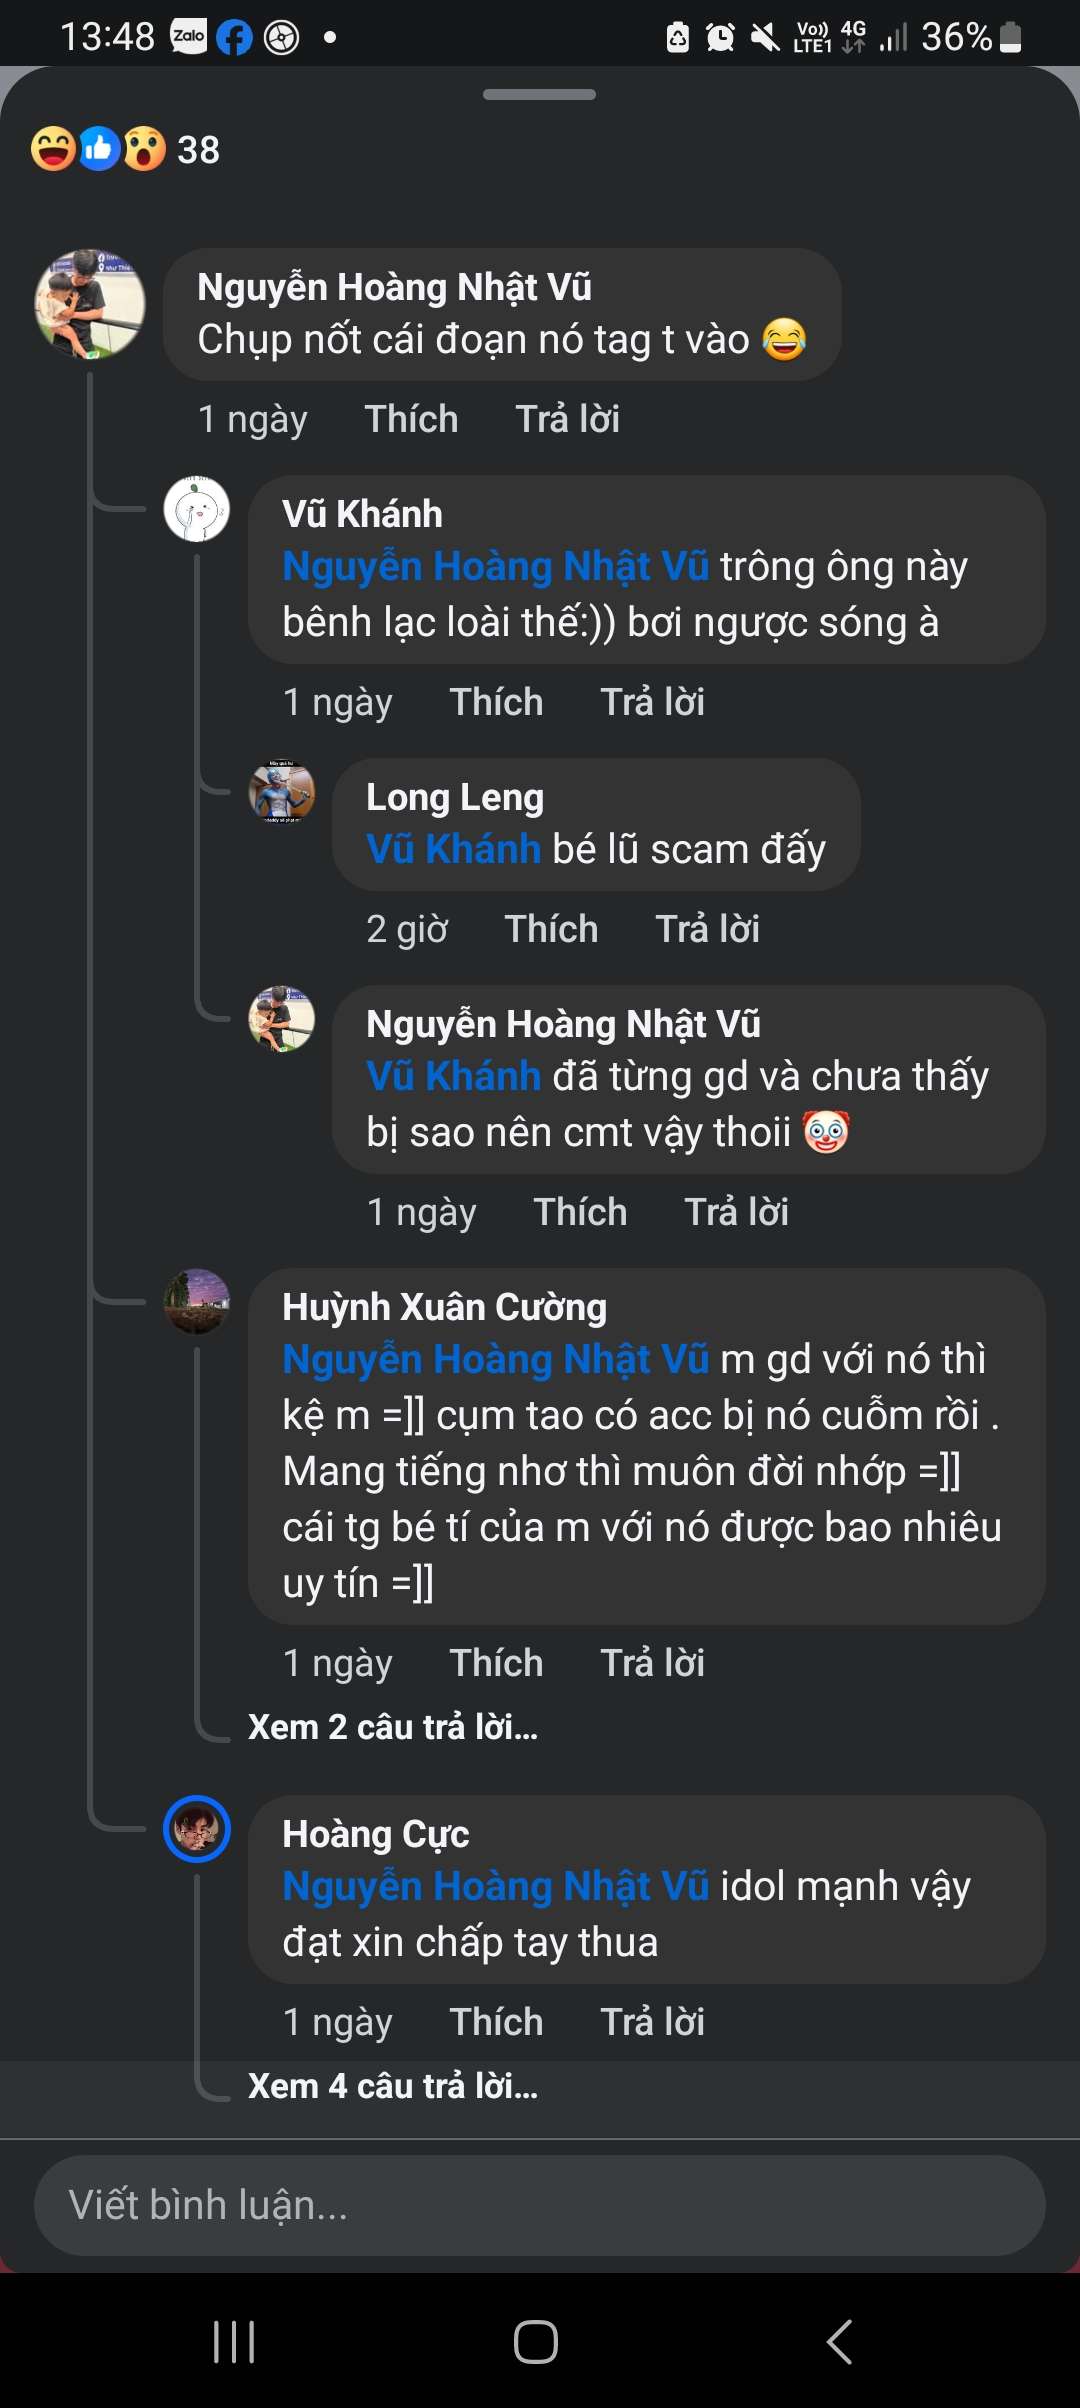 13:48 Zalo Vo)) LTE1 4G 36%
38
Nguyễn Hoàng Nhật Vũ
Chụp nốt cái đoạn nó tag t vào 😂
1 ngày Thích Trả lời
Vũ Khánh
Nguyễn Hoàng Nhật Vũ trông ông này
bênh lạc loài thế:)) bơi ngược sóng à
1 ngày Thích Trả lời
Long Leng
Vũ Khánh bé lũ scam đấy
2 giờ Thích Trả lời
Nguyễn Hoàng Nhật Vũ
Vũ Khánh đã từng gd và chưa thấy
bị sao nên cmt vậy thoii 🤡
1 ngày Thích Trả lời
Huỳnh Xuân Cường
Nguyễn Hoàng Nhật Vũ m gd với nó thì
kệ m =]] cụm tao có acc bị nó cuỗm rồi .
Mang tiếng nhơ thì muôn đời nhớp =]]
cái tg bé tí của m với nó được bao nhiêu
uy tín =]]
1 ngày Thích Trả lời
Xem 2 câu trả lời...
Hoàng Cực
Nguyễn Hoàng Nhật Vũ idol mạnh vậy
đạt xin chấp tay thua
1 ngày Thích Trả lời
Xem 4 câu trả lời...
Viết bình luận...